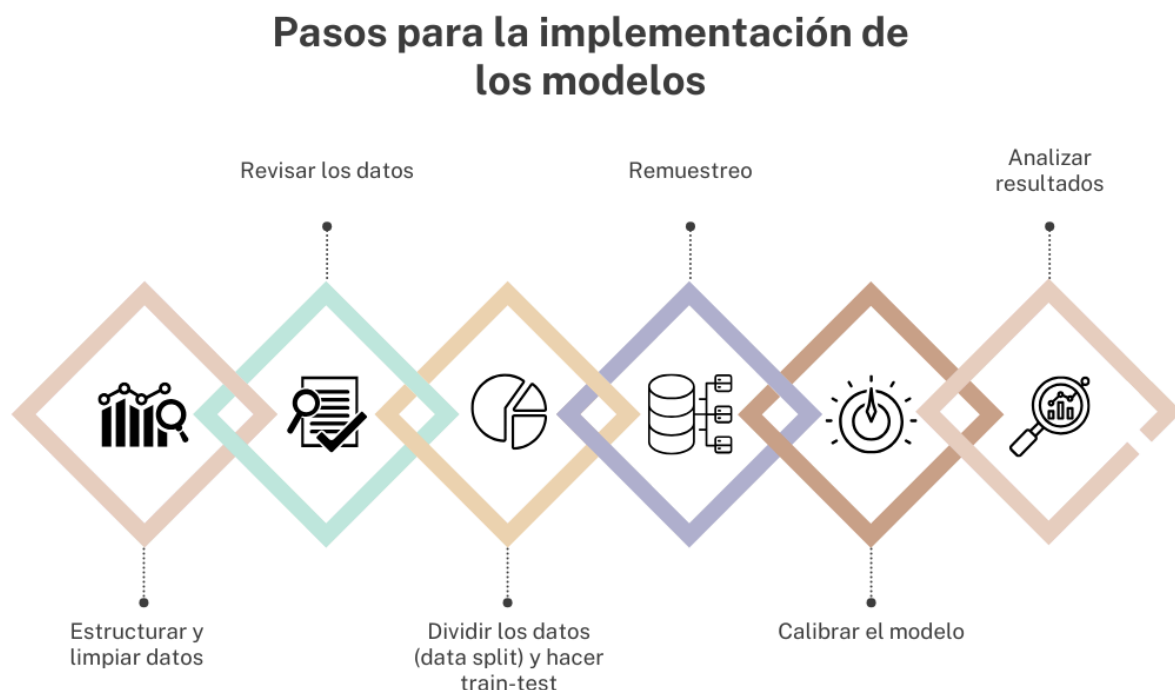 Pasos para la implementación de
los modelos
Estructurar y
limpiar datos
Revisar los datos
Dividir los datos
(data split) y hacer
train-test
Remuestreo
Calibrar el modelo
Analizar
resultados